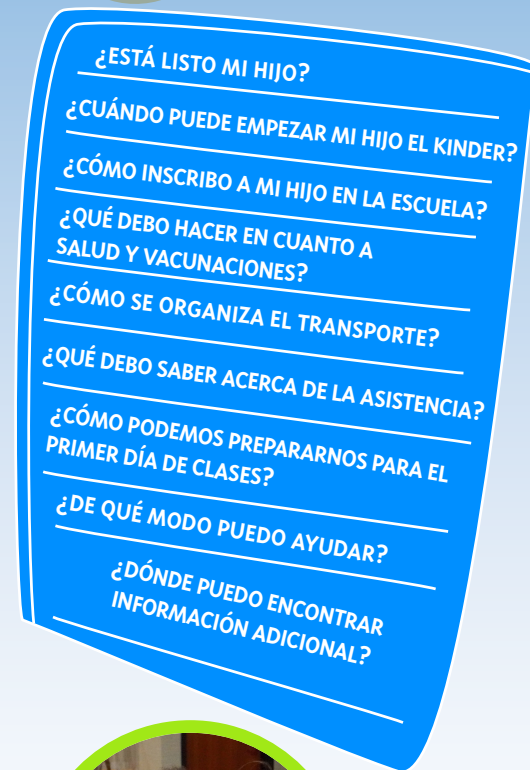 ¿ESTÁ LISTO MI HIJO?
¿CUÁNDO PUEDE EMPEZAR MI HIJO EL KINDER?
¿CÓMO INSCRIBO A MI HIJO EN LA ESCUELA?
¿QUÉ DEBO HACER EN CUANTO A
SALUD Y VACUNACIONES?
¿CÓMO SE ORGANIZA EL TRANSPORTE?
¿QUÉ DEBO SABER ACERCA DE LA ASISTENCIA?
¿CÓMO PODEMOS PREPARARNOS PARA EL
PRIMER DÍA DE CLASES?
¿DE QUÉ MODO PUEDO AYUDAR?
¿DÓNDE PUEDO ENCONTRAR
INFORMACIÓN ADICIONAL?